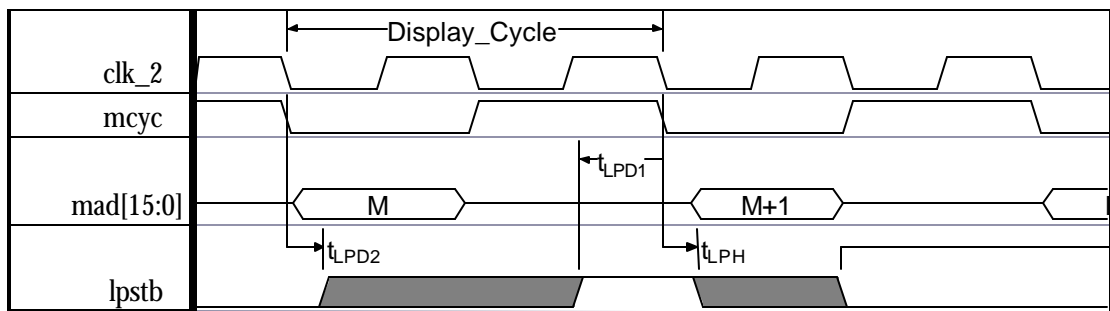 Display_Cycle
clk_2
mcyc
tLPD1
mad[15:0]
M
M+1
tLPD2
tLPH
lpstb